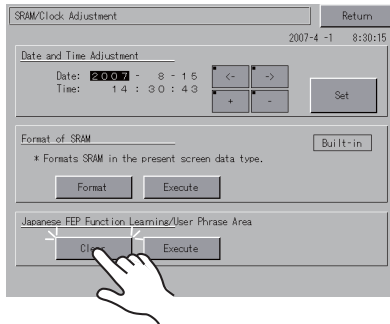 SRAM/Clock Adjustment
Return
2007-4 -1 8:30:15
Date and Time Adjustment
Date: 2007 - 8 - 15
Time: 14 : 30 : 43
<- ->
+ -
Set
Format of SRAM
Built-in
* Formats SRAM in the present screen data type.
Format Execute
Japanese FEP Function Learning/User Phrase Area
Clear Execute